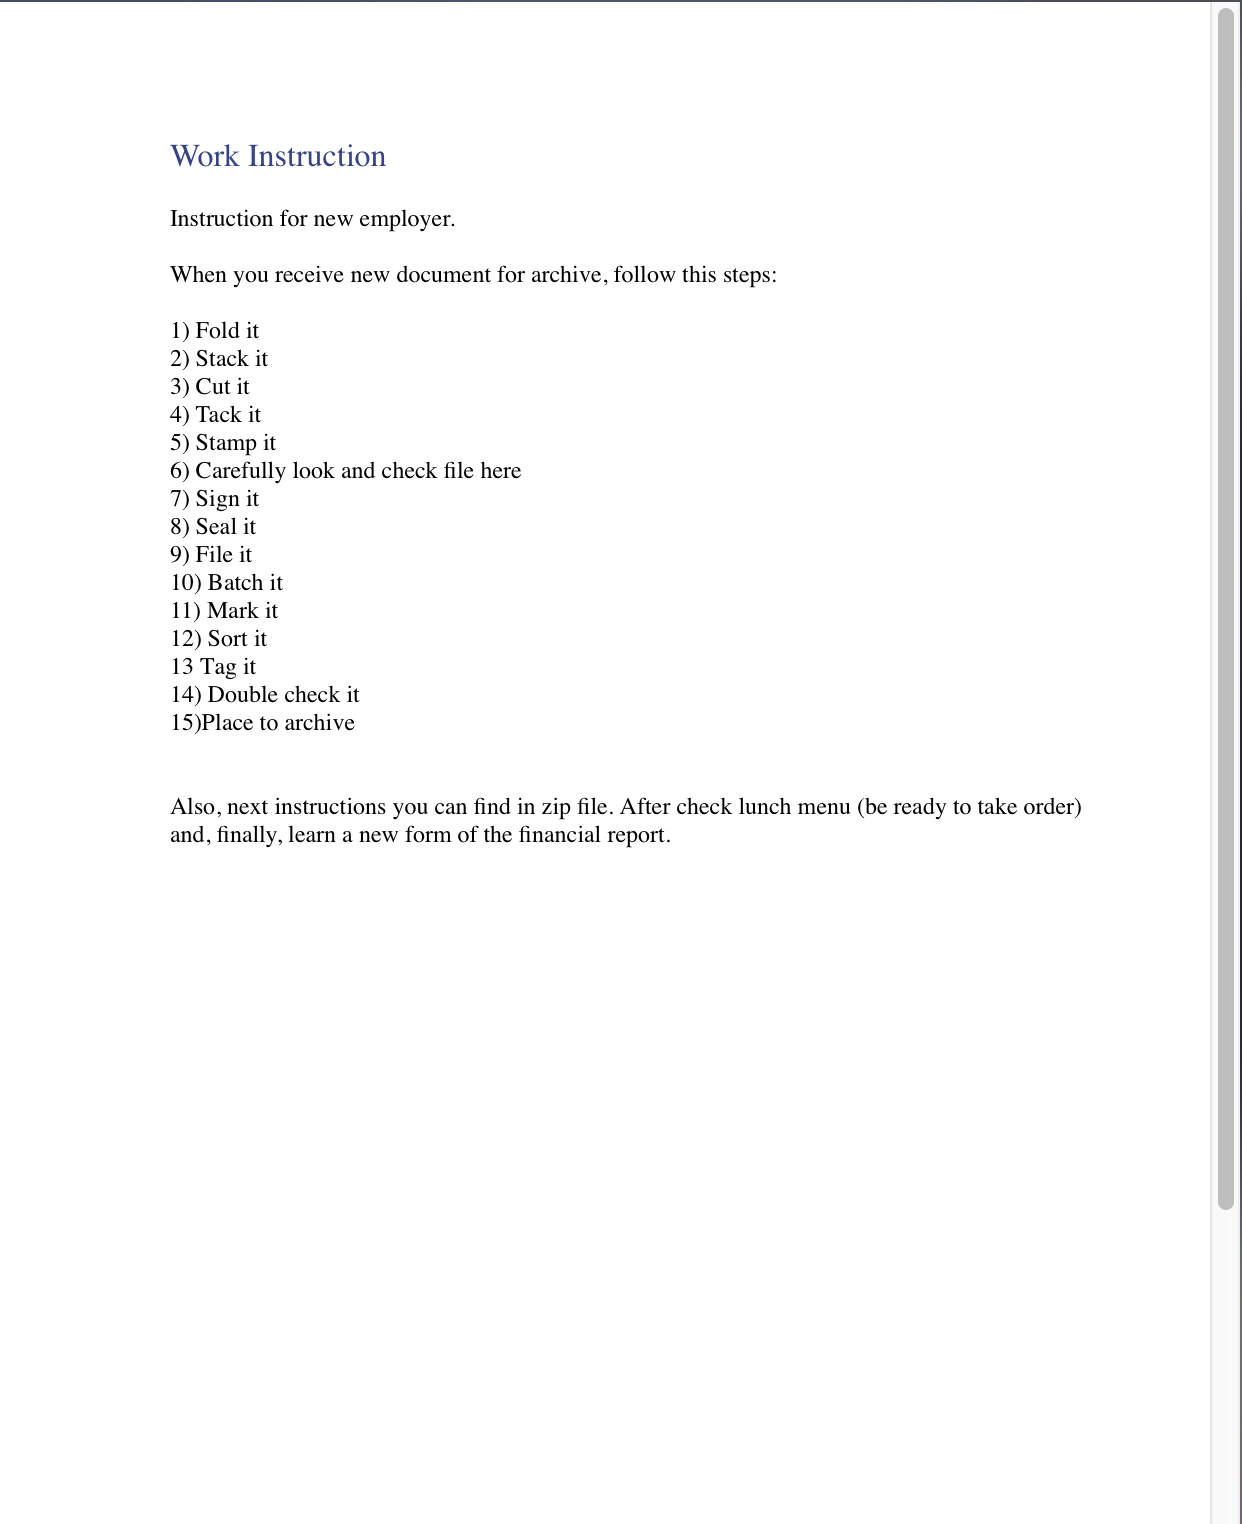 Work Instruction
Instruction for new employer.
When you receive new document for archive, follow this steps:
1) Fold it
2) Stack it
3) Cut it
4) Tack it
5) Stamp it
6) Carefully look and check file here
7) Sign it
8) Seal it
9) File it
10) Batch it
11) Mark it
12) Sort it
13 Tag it
14) Double check it
15)Place to archive
Also, next instructions you can find in zip file. After check lunch menu (be ready to take order)
and, finally, learn a new form of the financial report.